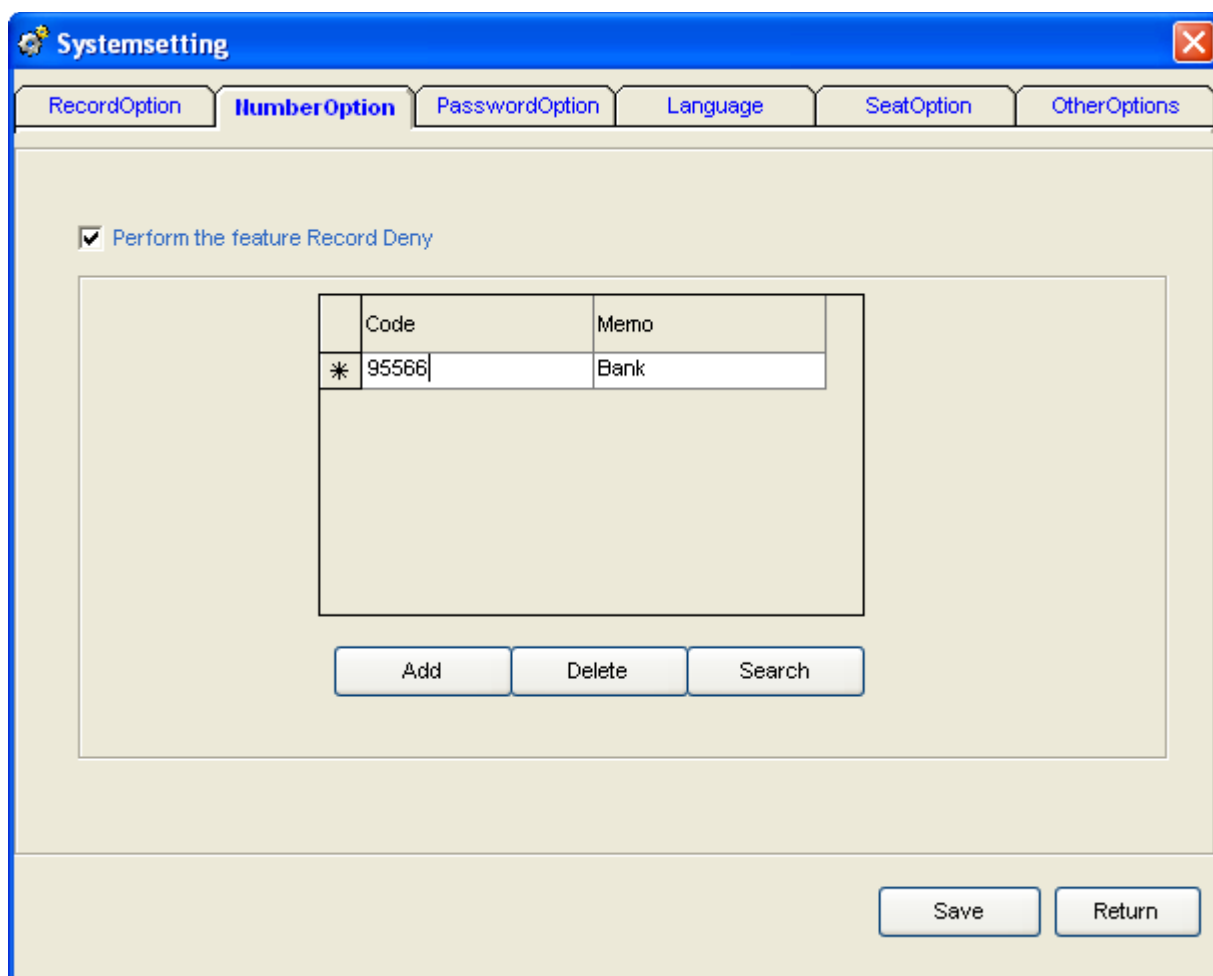 Systemsetting
RecordOption NumberOption PasswordOption Language SeatOption OtherOptions
Perform the feature Record Deny
Code Memo
95566 Bank
Add Delete Search
Save Return